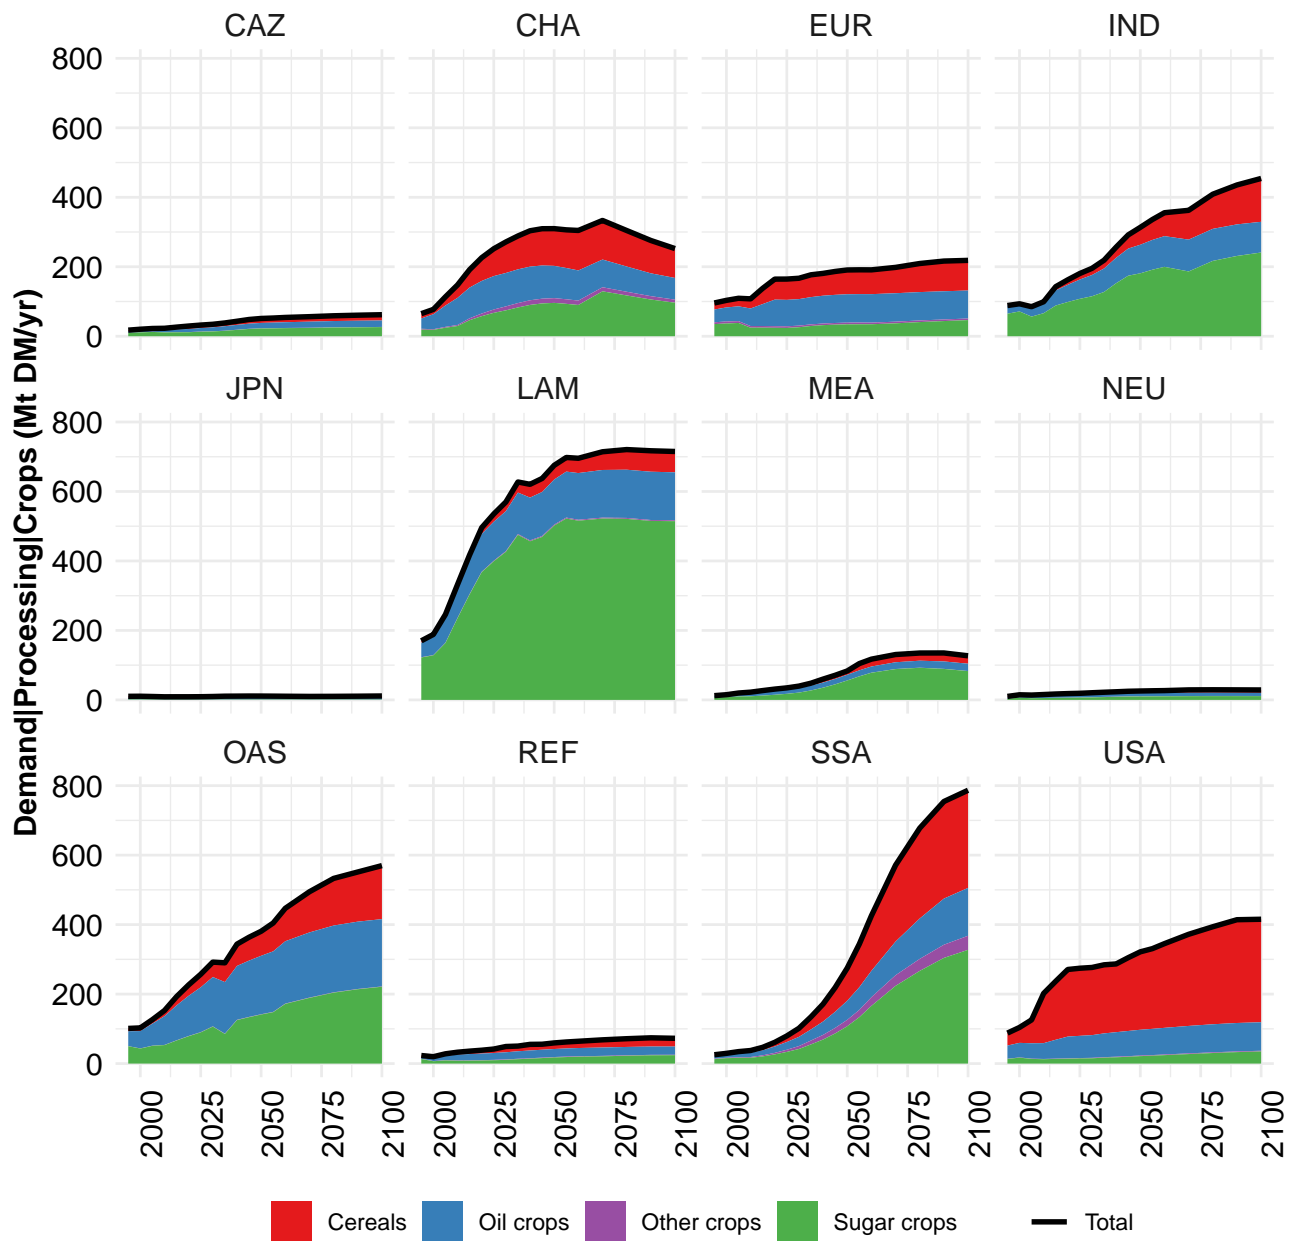 CAZ CHA EUR IND
800
600
400
200
0
JPN LAM MEA NEU
800
600
400
200
0
OAS REF SSA USA
800
600
400
200
0
Demand|Processing|Crops (Mt DM/yr)
2000 2025 2050 2075 2100 2000 2025 2050 2075 2100 2000 2025 2050 2075 2100 2000 2025 2050 2075 2100
Cereals Oil crops Other crops Sugar crops Total